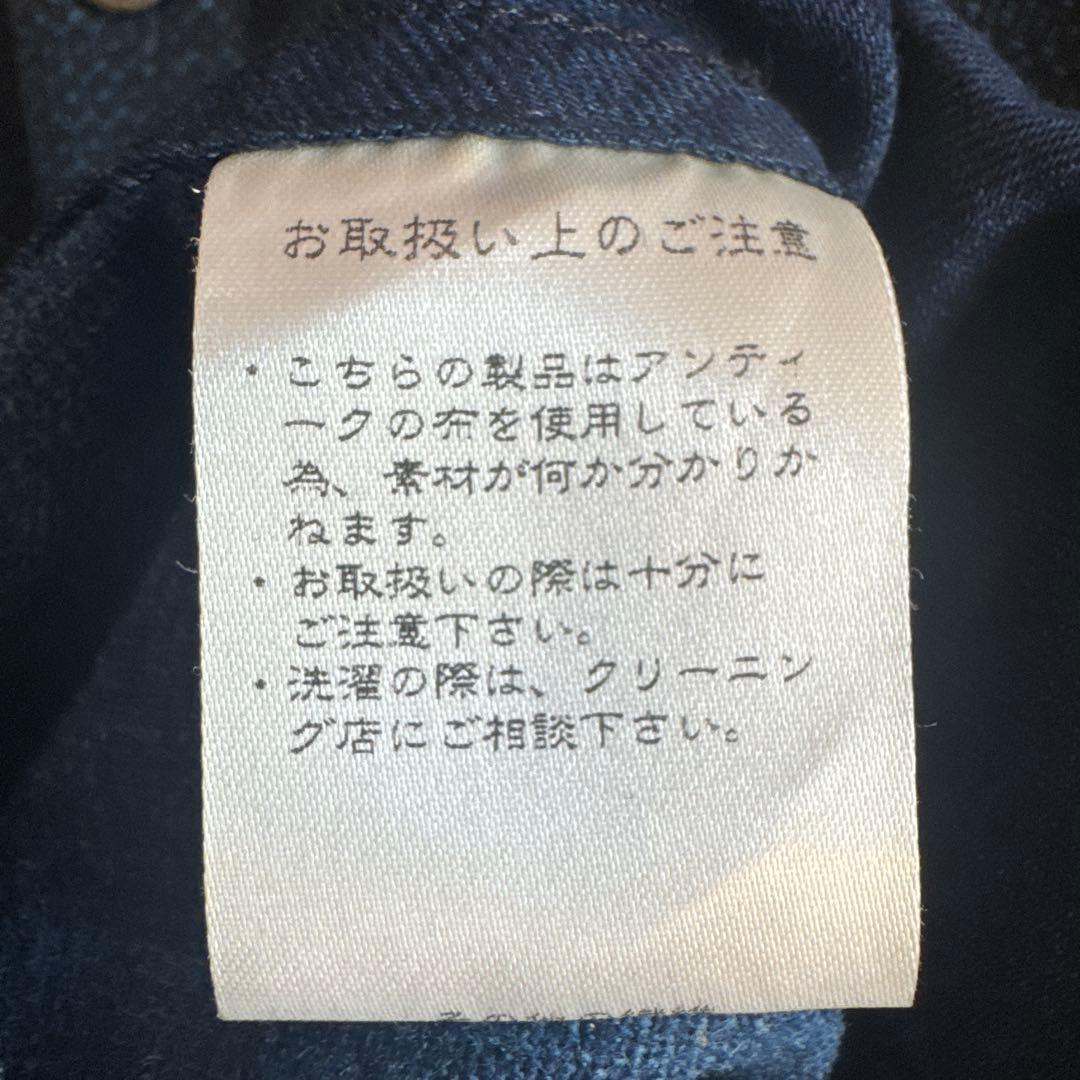 お取扱い上のご注意
・こちらの製品はアンティ
ークの布を使用している
為、素材が何か分かりか
ねます。
・お取扱いの際は十分に
ご注意下さい。
・洗濯の際は、クリーニン
グ店にご相談下さい。